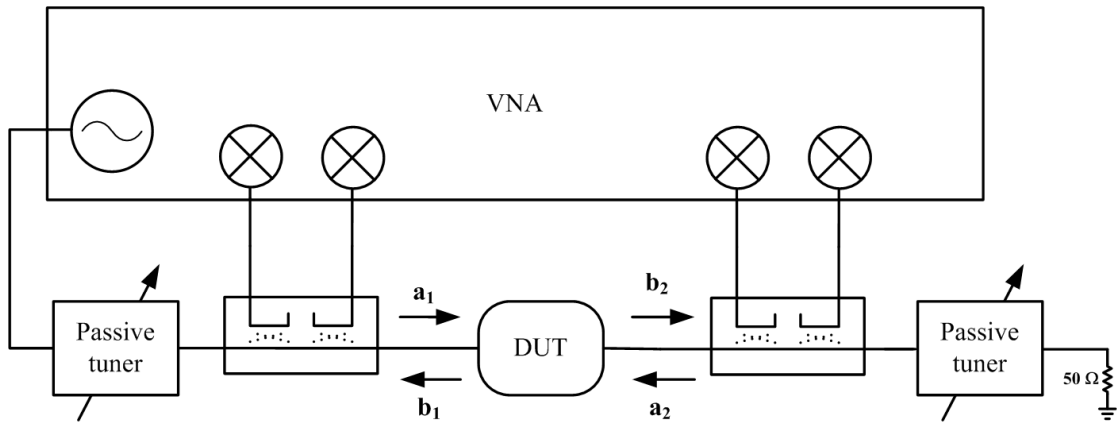 VNA
a₁
b₂
Passive
tuner
DUT
Passive
tuner
50 Ω
b₁
a₂